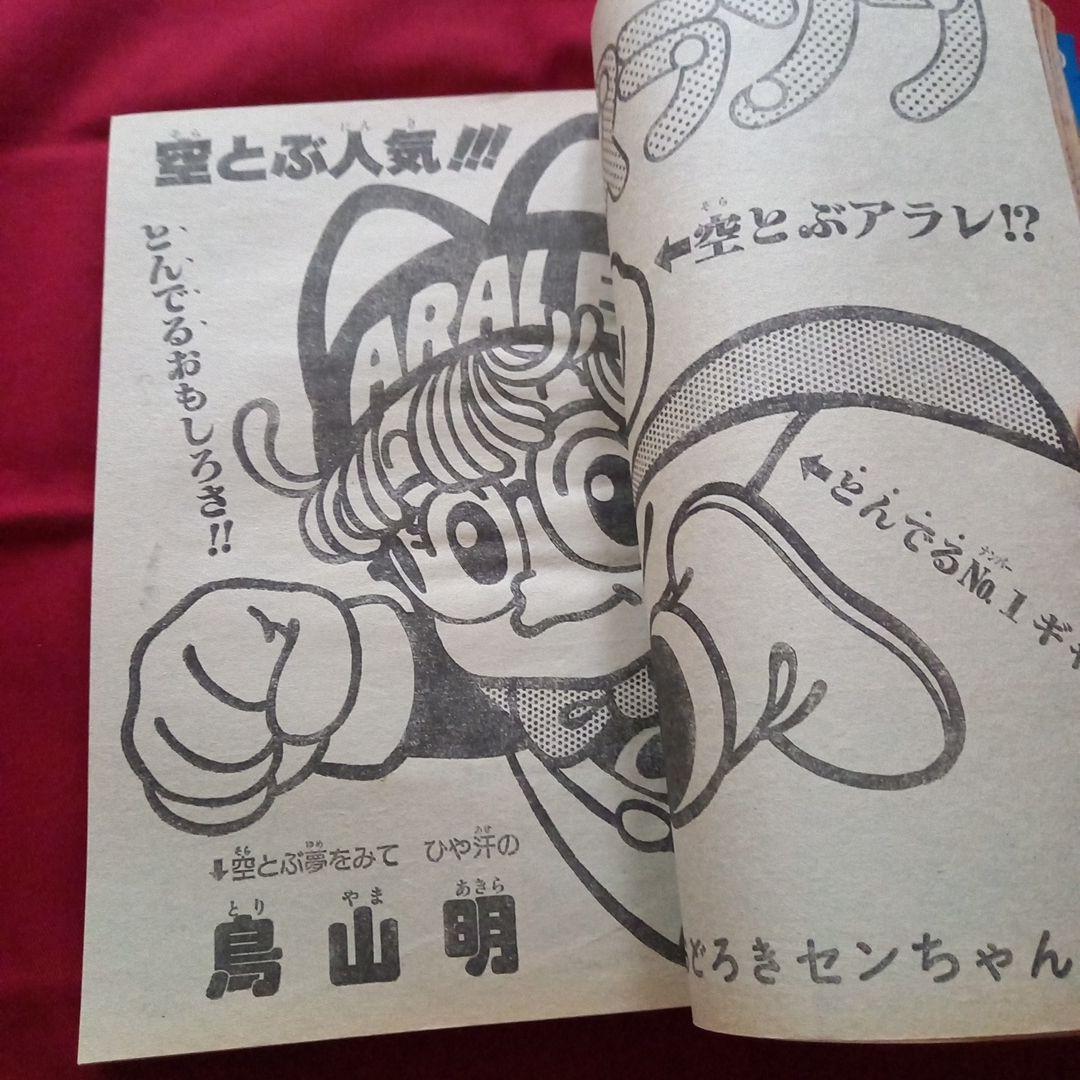 空とぶ人気!!!
とんでるおもしろさ!!
ARALE
↓空とぶ夢をみて ひや汗の
鳥山明
←空とぶアラレ!?
←とんでるNo.1ギャ
どろきセンちゃん